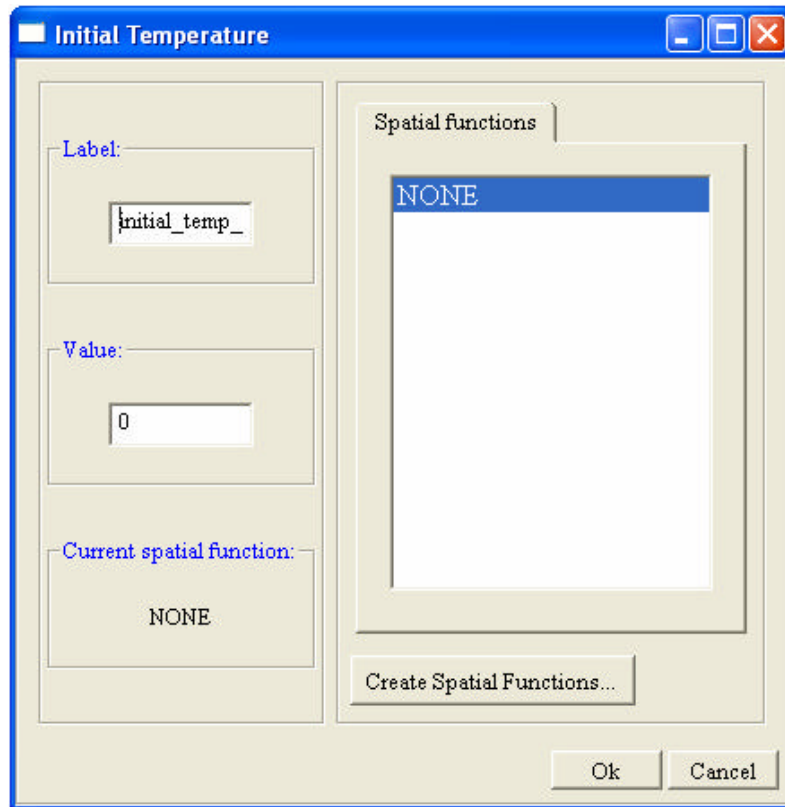 Initial Temperature
Label:
initial_temp_
Value:
0
Current spatial function:
NONE
Spatial functions
NONE
Create Spatial Functions...
Ok
Cancel